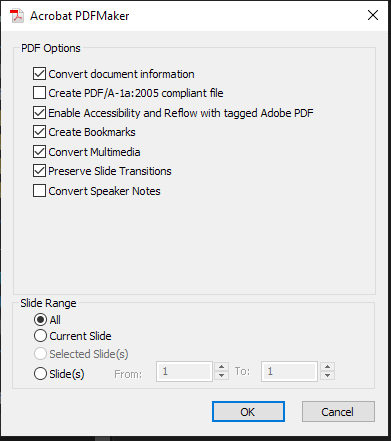 Acrobat PDFMaker
PDF Options
Convert document information
Create PDF/A-1a:2005 compliant file
Enable Accessibility and Reflow with tagged Adobe PDF
Create Bookmarks
Convert Multimedia
Preserve Slide Transitions
Convert Speaker Notes
Slide Range
All
Current Slide
Selected Slide(s)
Slide(s) From: 1 To: 1
OK Cancel